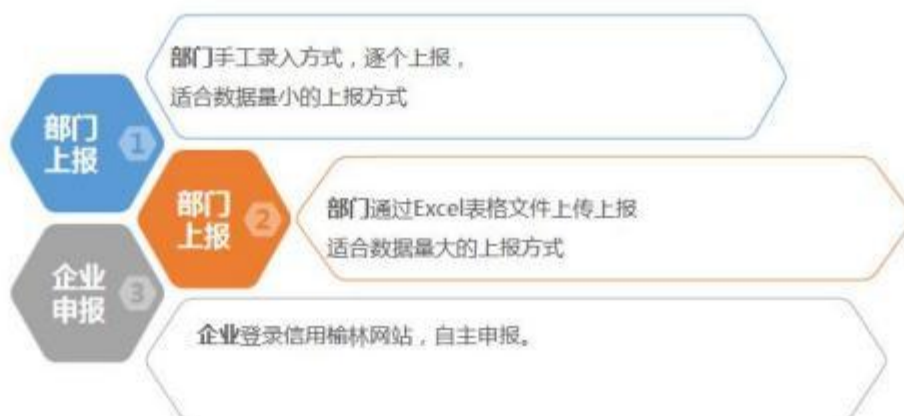 部门
上报
1
部门手工录入方式，逐个上报，
适合数据量小的上报方式
部门
上报
2
部门通过Excel表格文件上传上报
适合数据量大的上报方式
企业
申报
3
企业登录信用榆林网站，自主申报。